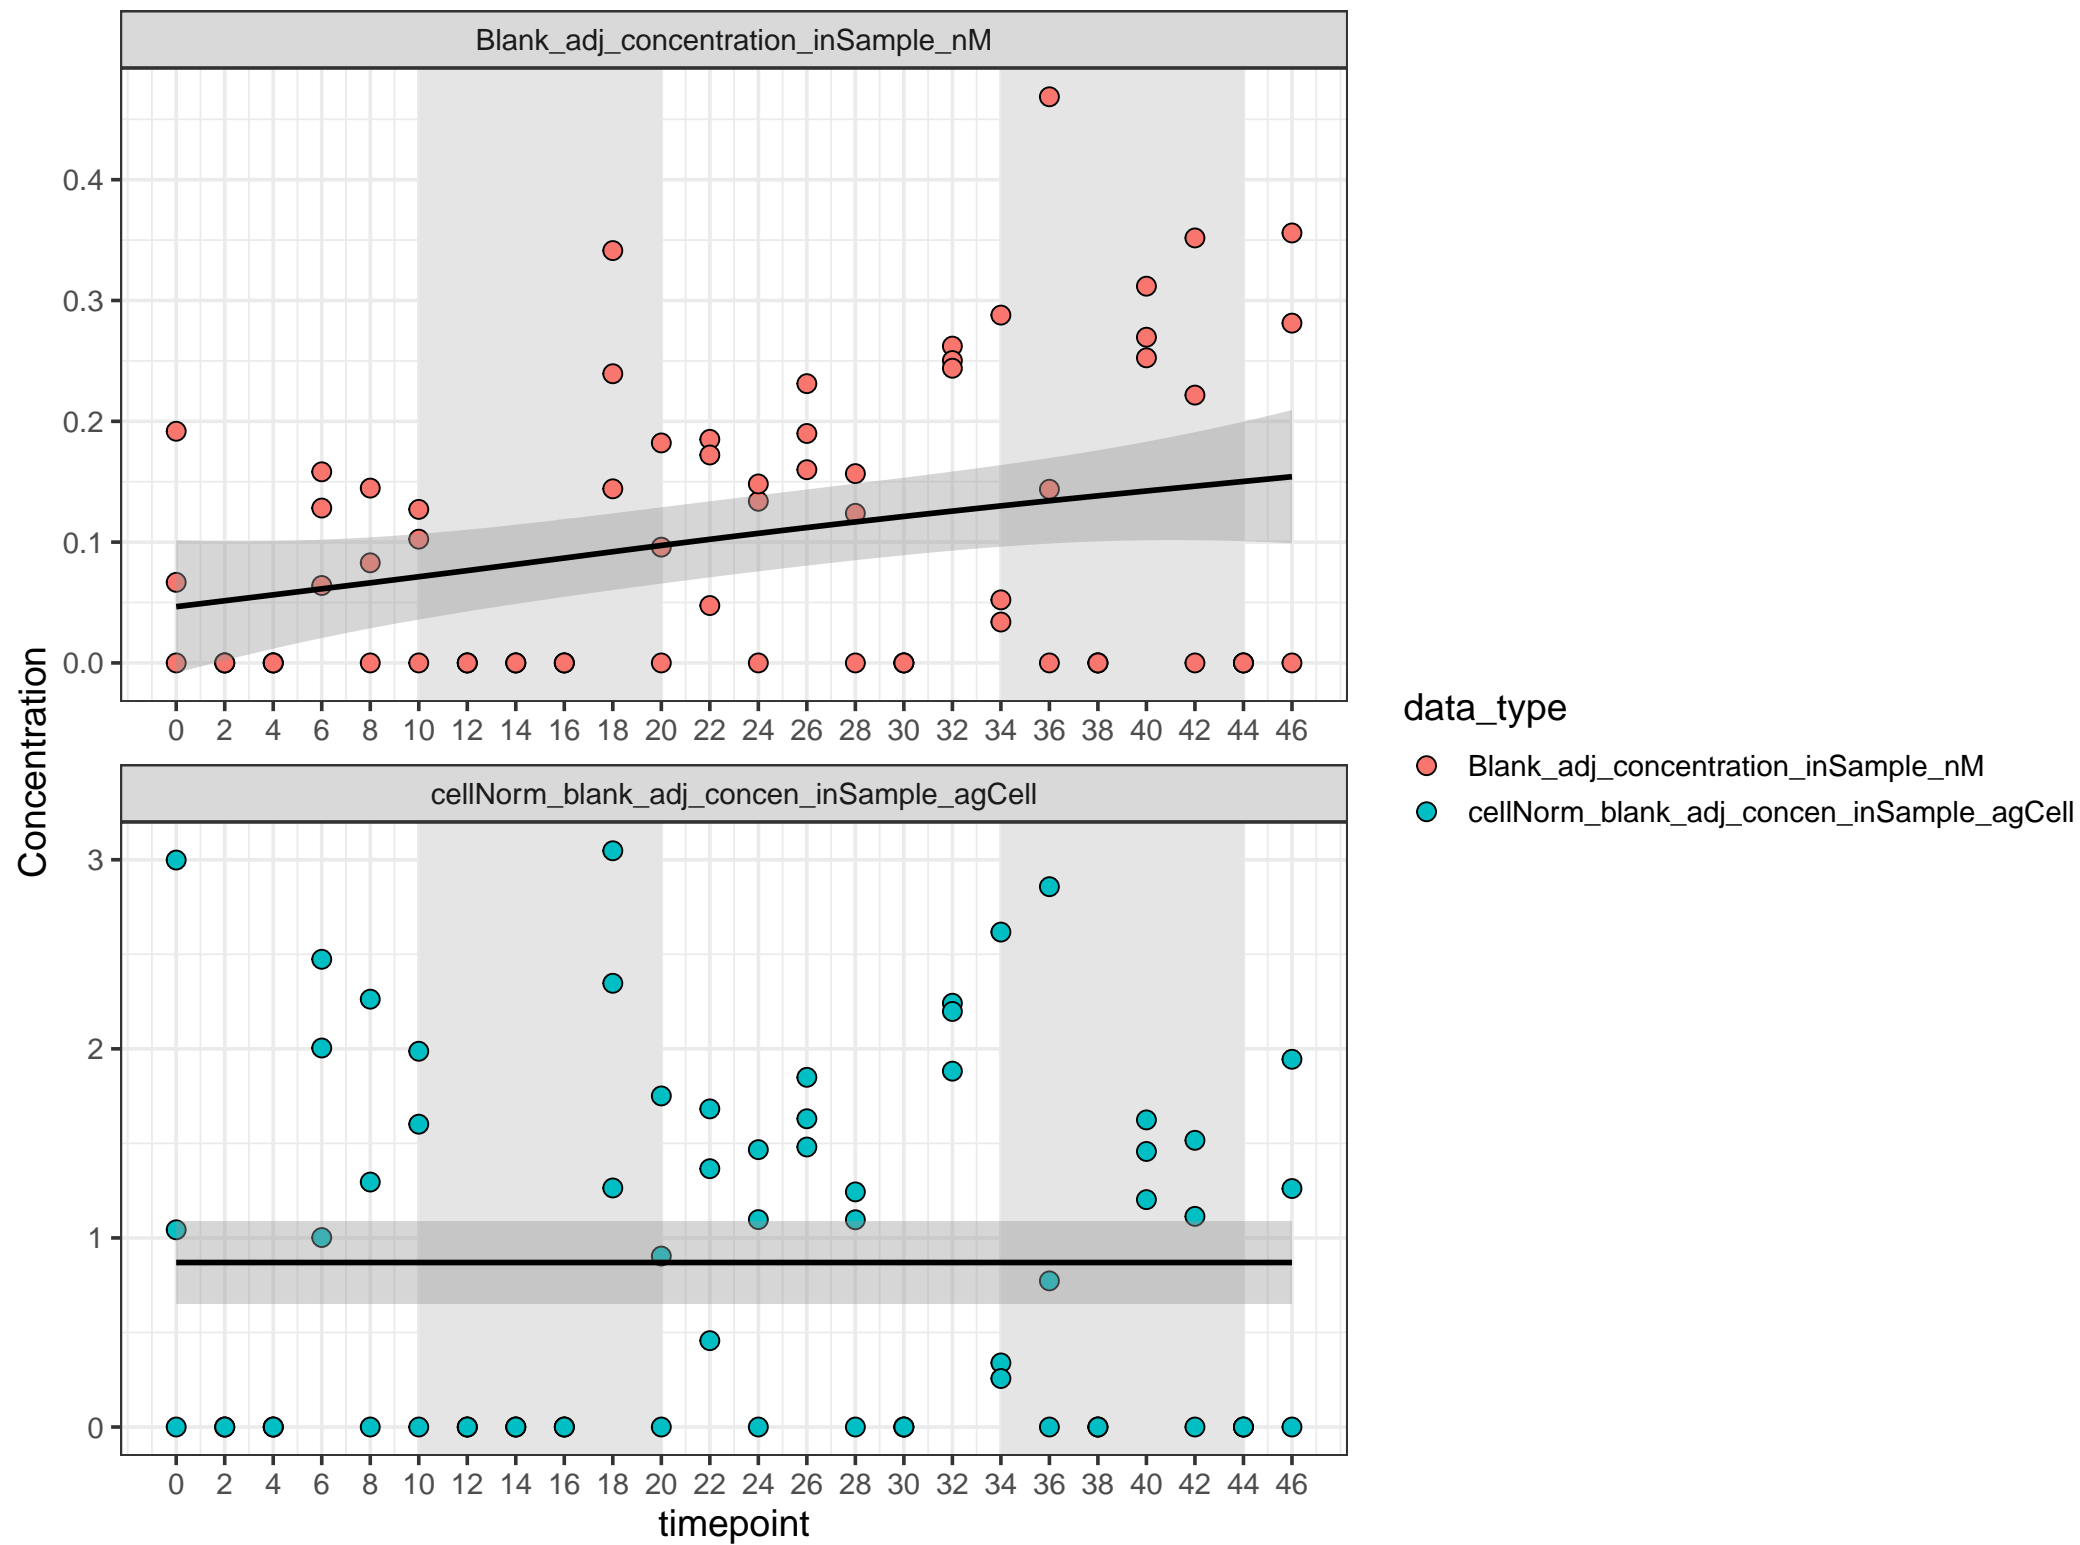 Blank_adj_concentration_inSample_nM
0.4
0.3
0.2
0.1
0.0
0 2 4 6 8 10 12 14 16 18 20 22 24 26 28 30 32 34 36 38 40 42 44 46
Concentration
cellNorm_blank_adj_concen_inSample_agCell
3
2
1
0
0 2 4 6 8 10 12 14 16 18 20 22 24 26 28 30 32 34 36 38 40 42 44 46
timepoint
data_type
Blank_adj_concentration_inSample_nM
cellNorm_blank_adj_concen_inSample_agCell